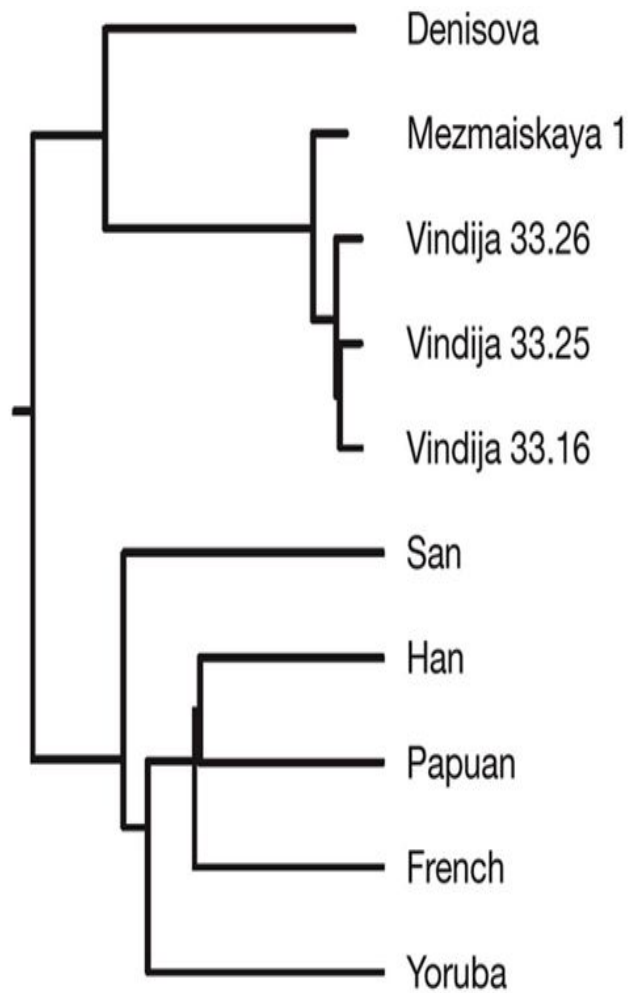 Denisova
Mezmaiskaya 1
Vindija 33.26
Vindija 33.25
Vindija 33.16
San
Han
Papuan
French
Yoruba